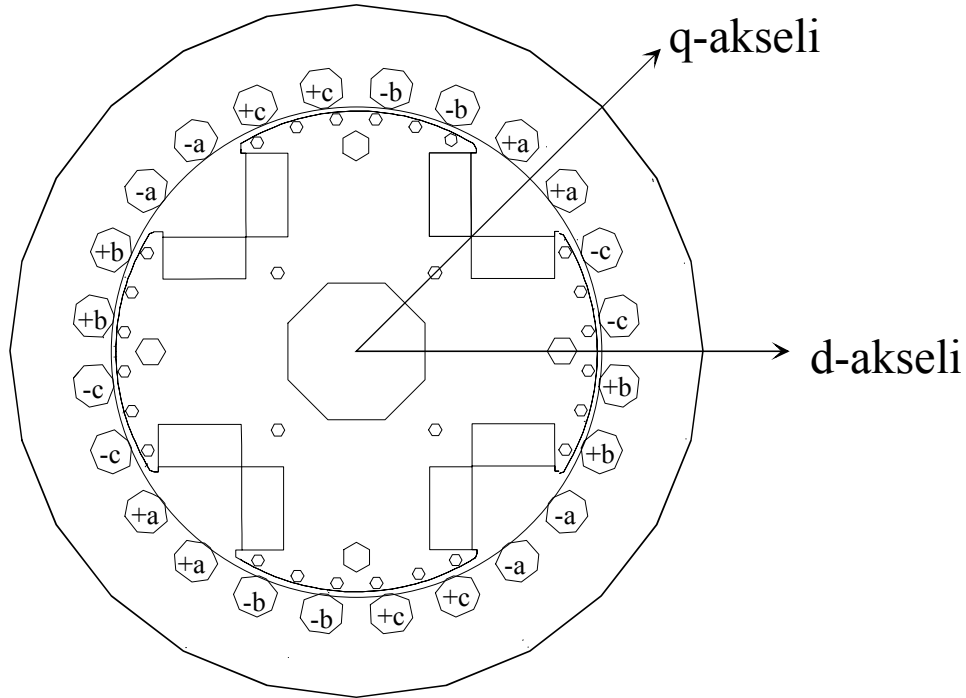 q-akseli
+c
+c
-b
-b
-a
+a
-a
+a
+b
-c
+b
-c
d-akseli
-c
+b
-c
+b
+a
-a
+a
-a
-b
-b
+c
+c